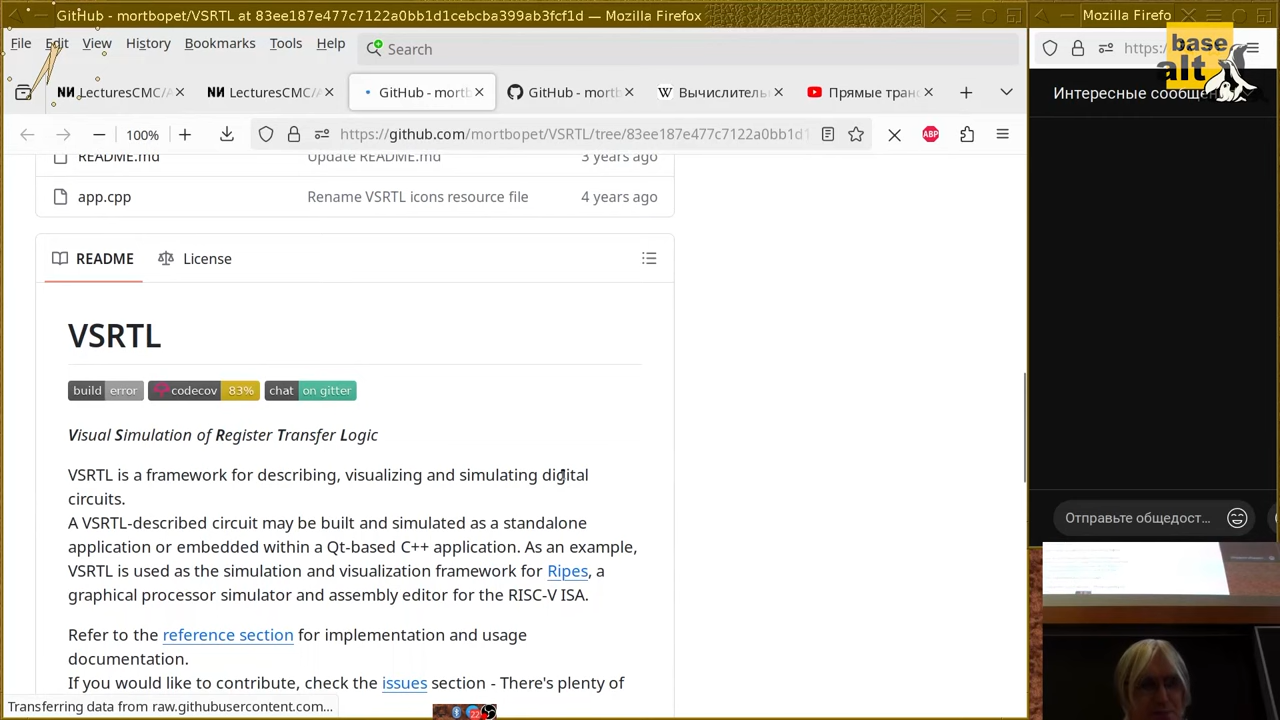 GitHub - mortbopet/VSRTL at 83ee187e477c7122a0bb1d1cebcba399ab3fcf1d — Mozilla Firefox
Mozilla Firefo
base
alt
File Edit View History Bookmarks Tools Help
Search
https:/
LecturesCMC/A
LecturesCMC/
GitHub - mortb
GitHub - mortb
Вычислитель
Прямые тран
Интересные сообщен
100%
https://github.com/mortbopet/VSRTL/tree/83ee187e477c7122a0bb1d1
ABP
README.md Update README.md 3 years ago
app.cpp Rename VSRTL icons resource file 4 years ago
README License
VSRTL
build error codecov 83% chat on gitter
Visual Simulation of Register Transfer Logic
VSRTL is a framework for describing, visualizing and simulating digital
circuits.
A VSRTL-described circuit may be built and simulated as a standalone
application or embedded within a Qt-based C++ application. As an example,
VSRTL is used as the simulation and visualization framework for Ripes, a
graphical processor simulator and assembly editor for the RISC-V ISA.
Refer to the reference section for implementation and usage
documentation.
If you would like to contribute, check the issues section - There's plenty of
Отправьте общедост...
Transferring data from raw.githubusercontent.com...